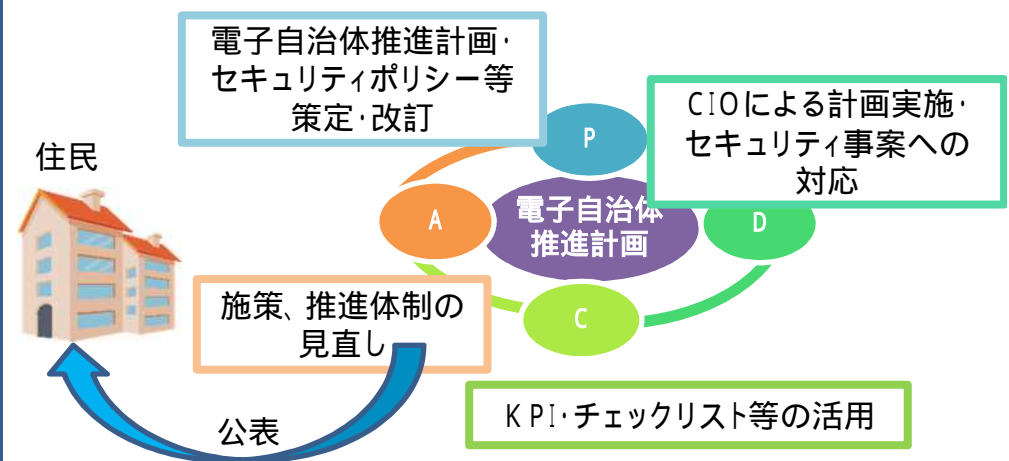 電子自治体推進計画・
セキュリティポリシー等
策定・改訂
CIOによる計画実施・
セキュリティ事案への
対応
住民
P
A
電子自治体
推進計画
D
施策、推進体制の
見直し
C
KPI・チェックリスト等の活用
公表